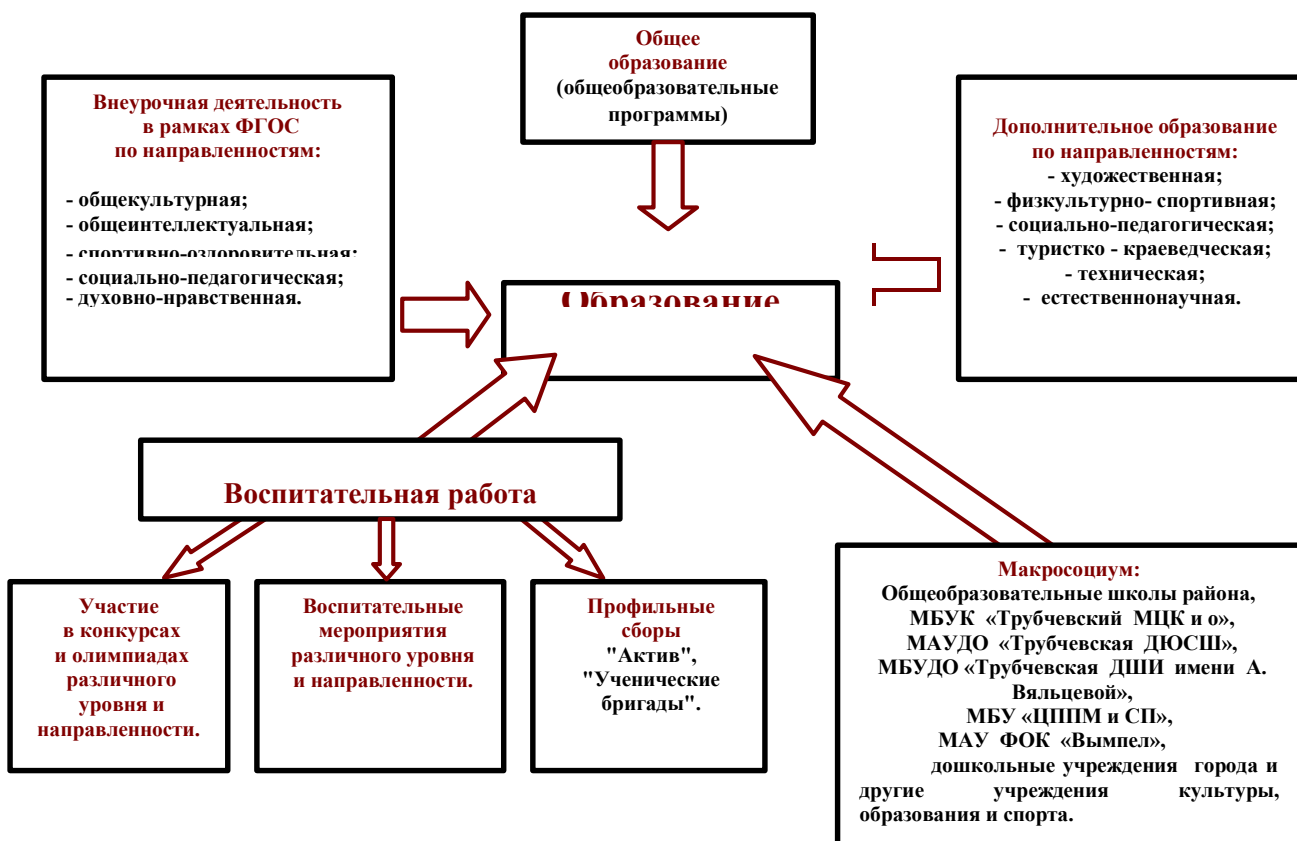 Общее
образование
(общеобразовательные
программы)
Внеурочная деятельность
в рамках ФГОС
по направленностям:
- общекультурная;
- общеинтеллектуальная;
- спортивно-оздоровительная;
- социально-педагогическая;
- духовно-нравственная.
Дополнительное образование
по направленностям:
- художественная;
- физкультурно- спортивная;
- социально-педагогическая;
- туристко - краеведческая;
- техническая;
- естественнонаучная.
Образование
Воспитательная работа
Участие
в конкурсах
и олимпиадах
различного
уровня и
направленности.
Воспитательные
мероприятия
различного уровня
и направленности.
Профильные
сборы
"Актив",
"Ученические
бригады".
Макросоциум:
Общеобразовательные школы района,
МБУК «Трубчевский МЦК и о»,
МАУДО «Трубчевская ДЮСШ»,
МБУДО «Трубчевская ДШИ имени А.
Вяльцевой»,
МБУ «ЦППМ и СП»,
МАУ ФОК «Вымпел»,
дошкольные учреждения города и
другие учреждения культуры,
образования и спорта.